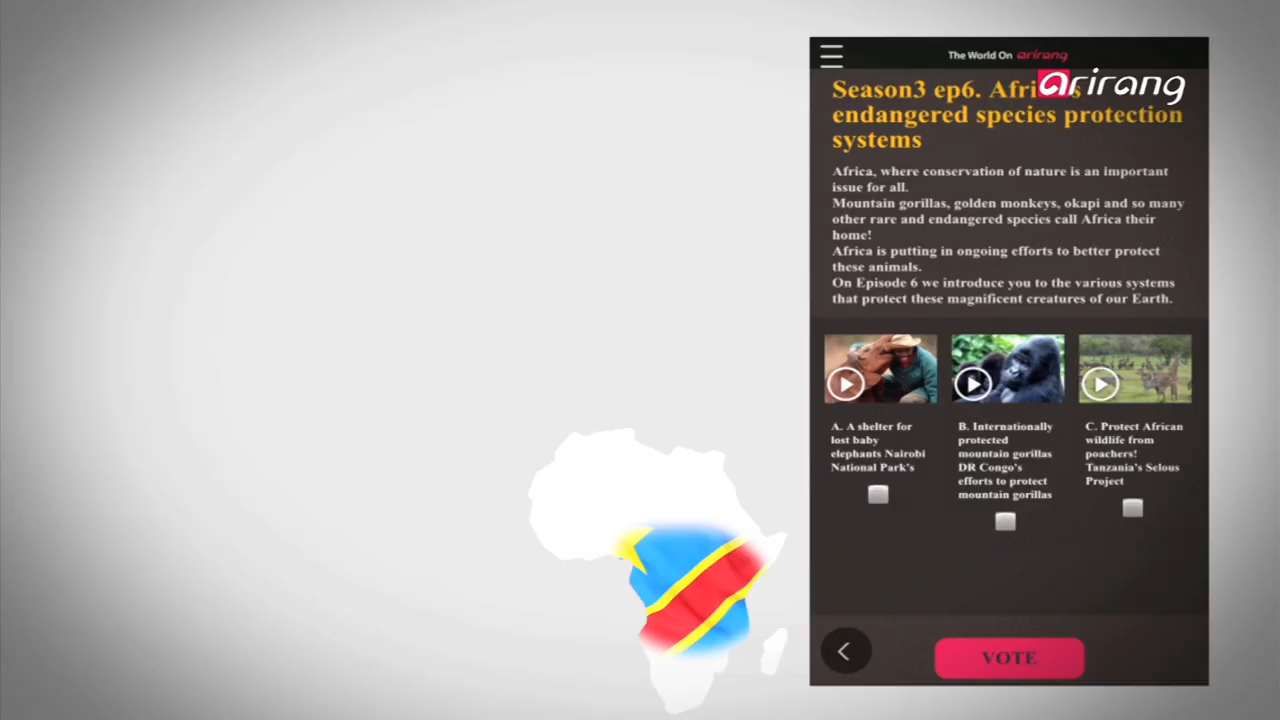 The World On arirang
arirang
Season3 ep6.
endangered species protection
systems
Africa, where conservation of nature is an important
issue for all.
Mountain gorillas, golden monkeys, okapi and so many
other rare and endangered species call Africa their
home!
Africa is putting in ongoing efforts to better protect
these animals.
On Episode 6 we introduce you to the various systems
that protect these magnificent creatures of our Earth.
A. A shelter for
lost baby
elephants Nairobi
National Park's
B. Internationally
protected
mountain gorillas
DR Congo's
efforts to protect
mountain gorillas
C. Protect African
wildlife from
poachers!
Tanzania's Selous
Project
VOTE